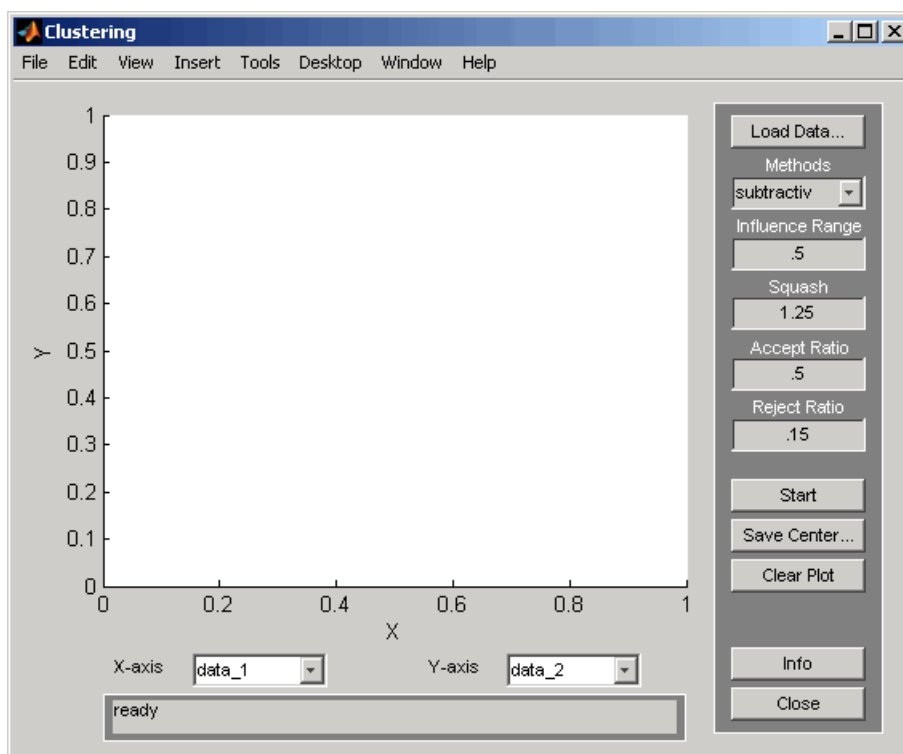 Clustering
File Edit View Insert Tools Desktop Window Help
1
0.9
0.8
0.7
0.6
0.5
0.4
0.3
0.2
0.1
0
Y
0 0.2 0.4 0.6 0.8 1
X
X-axis data_1 Y-axis data_2
ready
Load Data...
Methods
subtractiv
Influence Range
.5
Squash
1.25
Accept Ratio
.5
Reject Ratio
.15
Start
Save Center...
Clear Plot
Info
Close